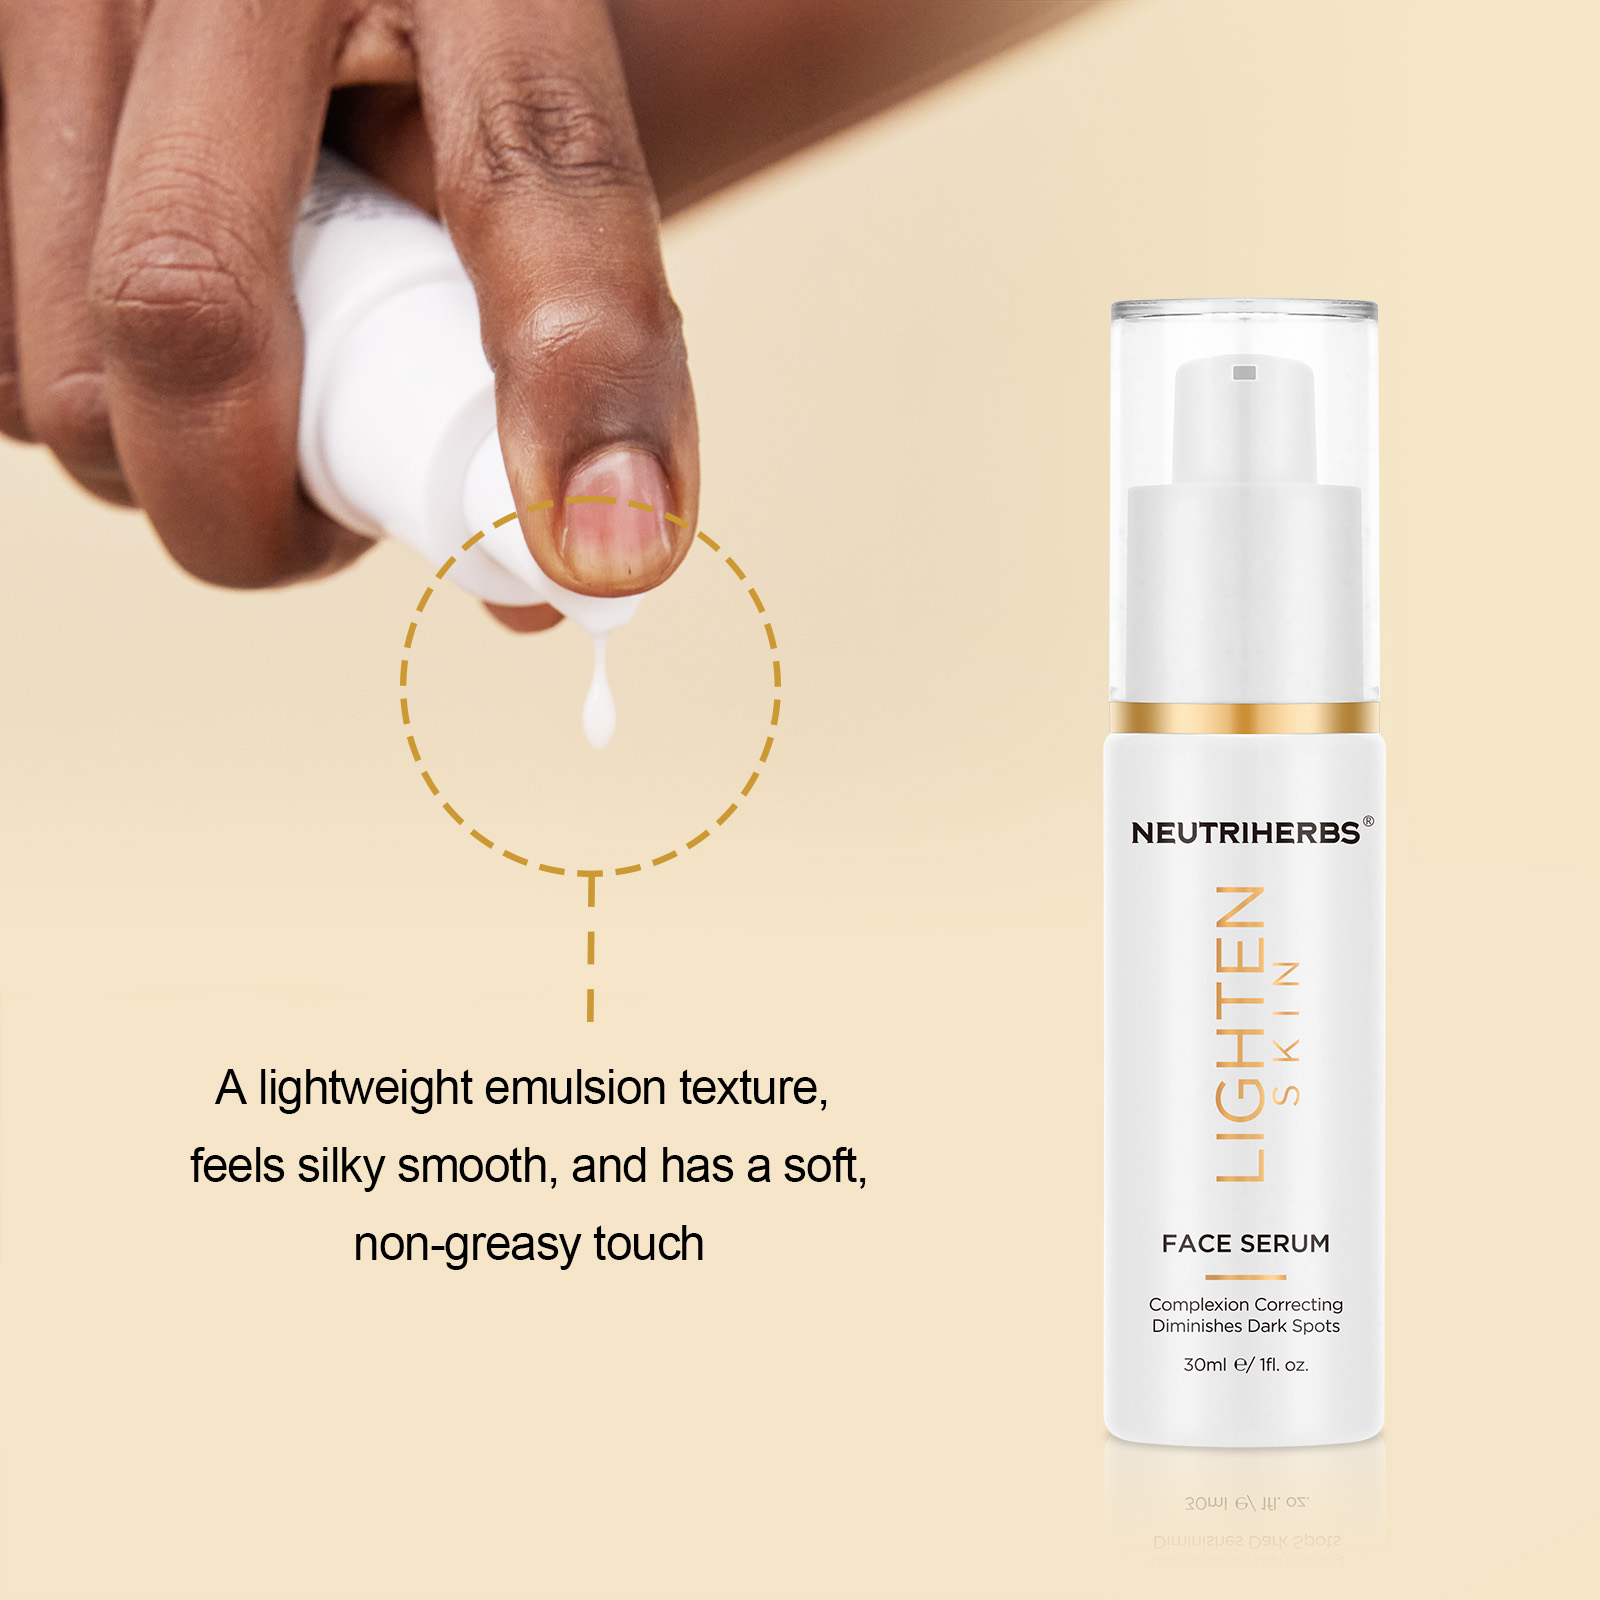 A lightweight emulsion texture,
feels silky smooth, and has a soft,
non-greasy touch
NEUTRIHERBS®
LIGHTEN
SKIN
FACE SERUM
Complexion Correcting
Diminishes Dark Spots
30ml ℮/ 1fl. oz.